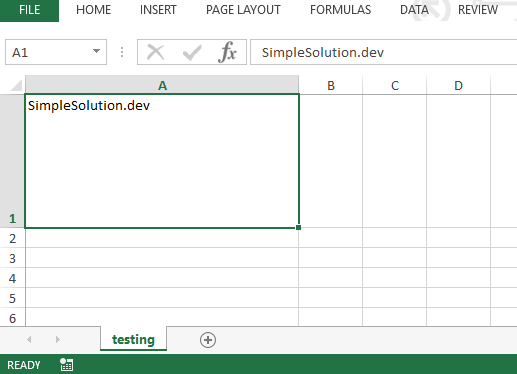 FILE HOME INSERT PAGE LAYOUT FORMULAS DATA REVIEW
A1 fx SimpleSolution.dev
A B C D
SimpleSolution.dev
1
2
3
4
5
6
testing
READY